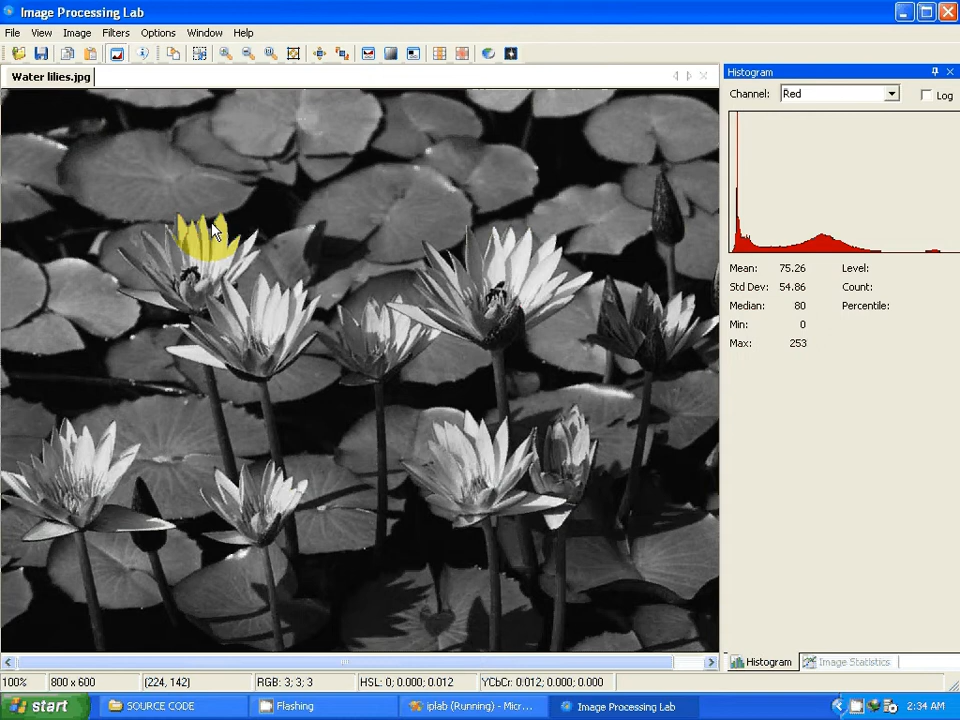 Image Processing Lab
File View Image Filters Options Window Help
Water lilies.jpg
Histogram
Channel: Red Log
Mean: 75.26 Level:
Std Dev: 54.86 Count:
Median: 80 Percentile:
Min: 0
Max: 253
Histogram Image Statistics
100% 800 x 600 (224, 142) RGB: 3; 3; 3 HSL: 0; 0.000; 0.012 YCbCr: 0.012; 0.000; 0.000
start SOURCE CODE Flashing iplab (Running) - Micr... Image Processing Lab 2:34 AM